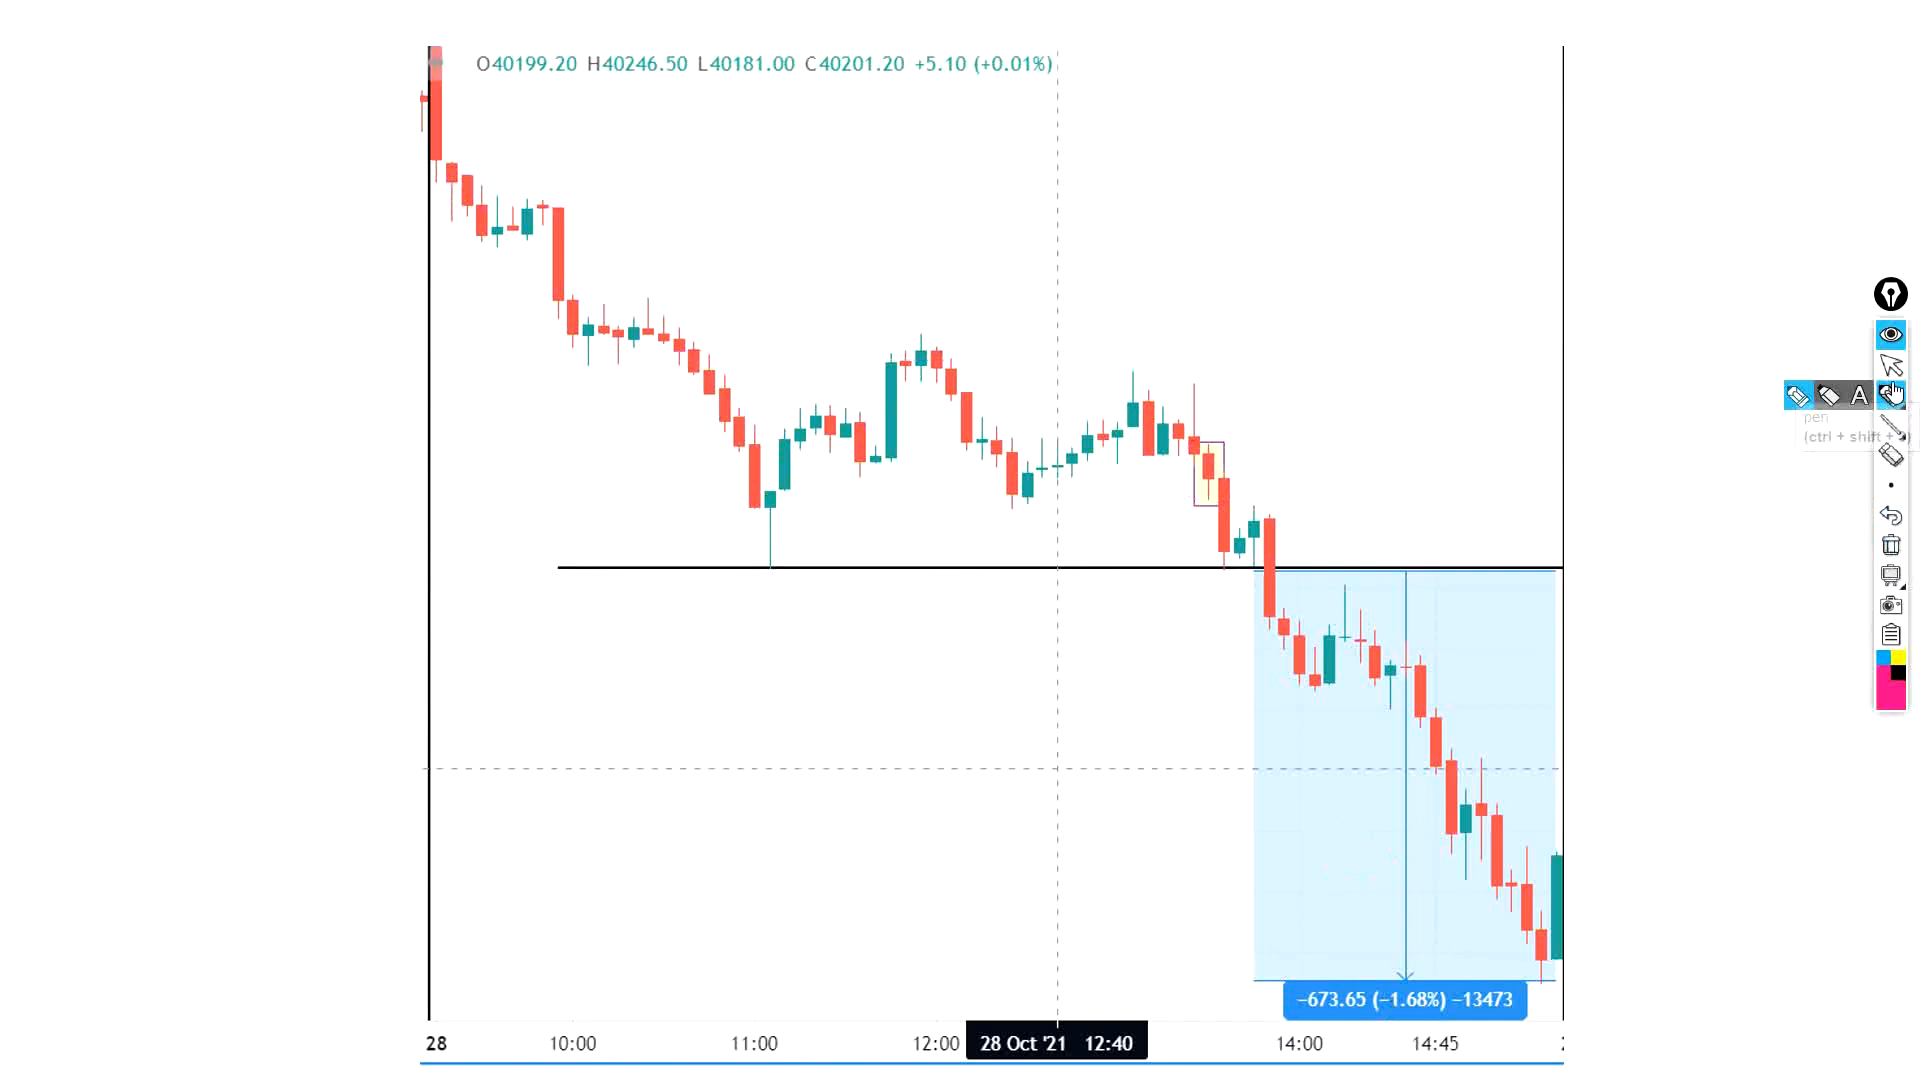 O40199.20 H40246.50 L40181.00 C40201.20 +5.10 (+0.01%)
A
pen
(ctrl + shift +
−673.65 (−1.68%) −13473
28 10:00 11:00 12:00 28 Oct '21 12:40 14:00 14:45